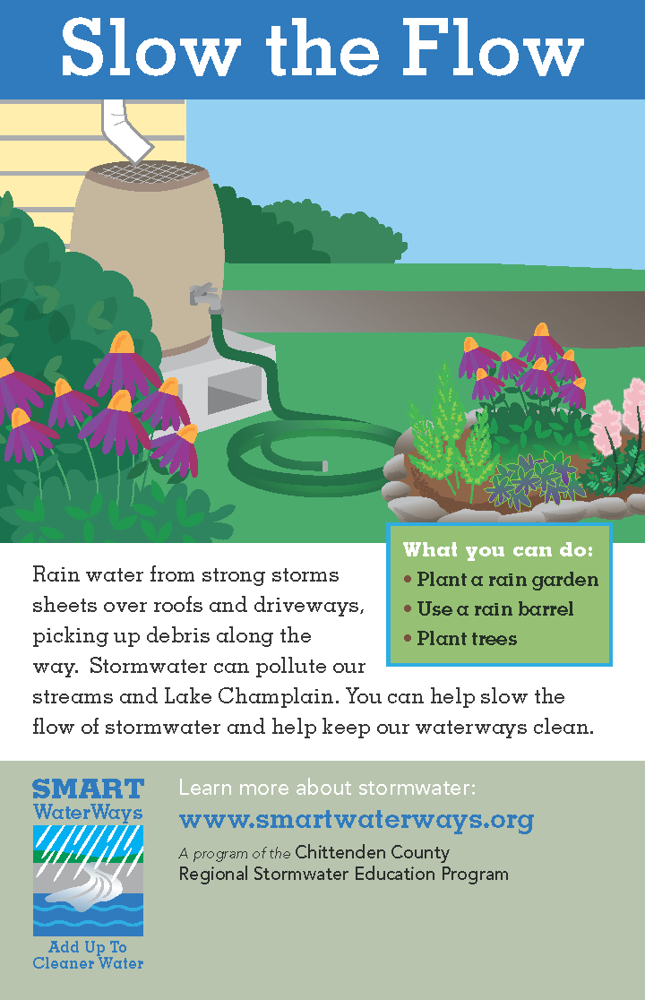 Slow the Flow
Rain water from strong storms
sheets over roofs and driveways,
picking up debris along the
way.  Stormwater can pollute our
streams and Lake Champlain. You can help slow the
flow of stormwater and help keep our waterways clean.
What you can do:
• Plant a rain garden
• Use a rain barrel
• Plant trees
SMART
WaterWays
Add Up To
Cleaner Water
Learn more about stormwater:
www.smartwaterways.org
A program of the Chittenden County
Regional Stormwater Education Program